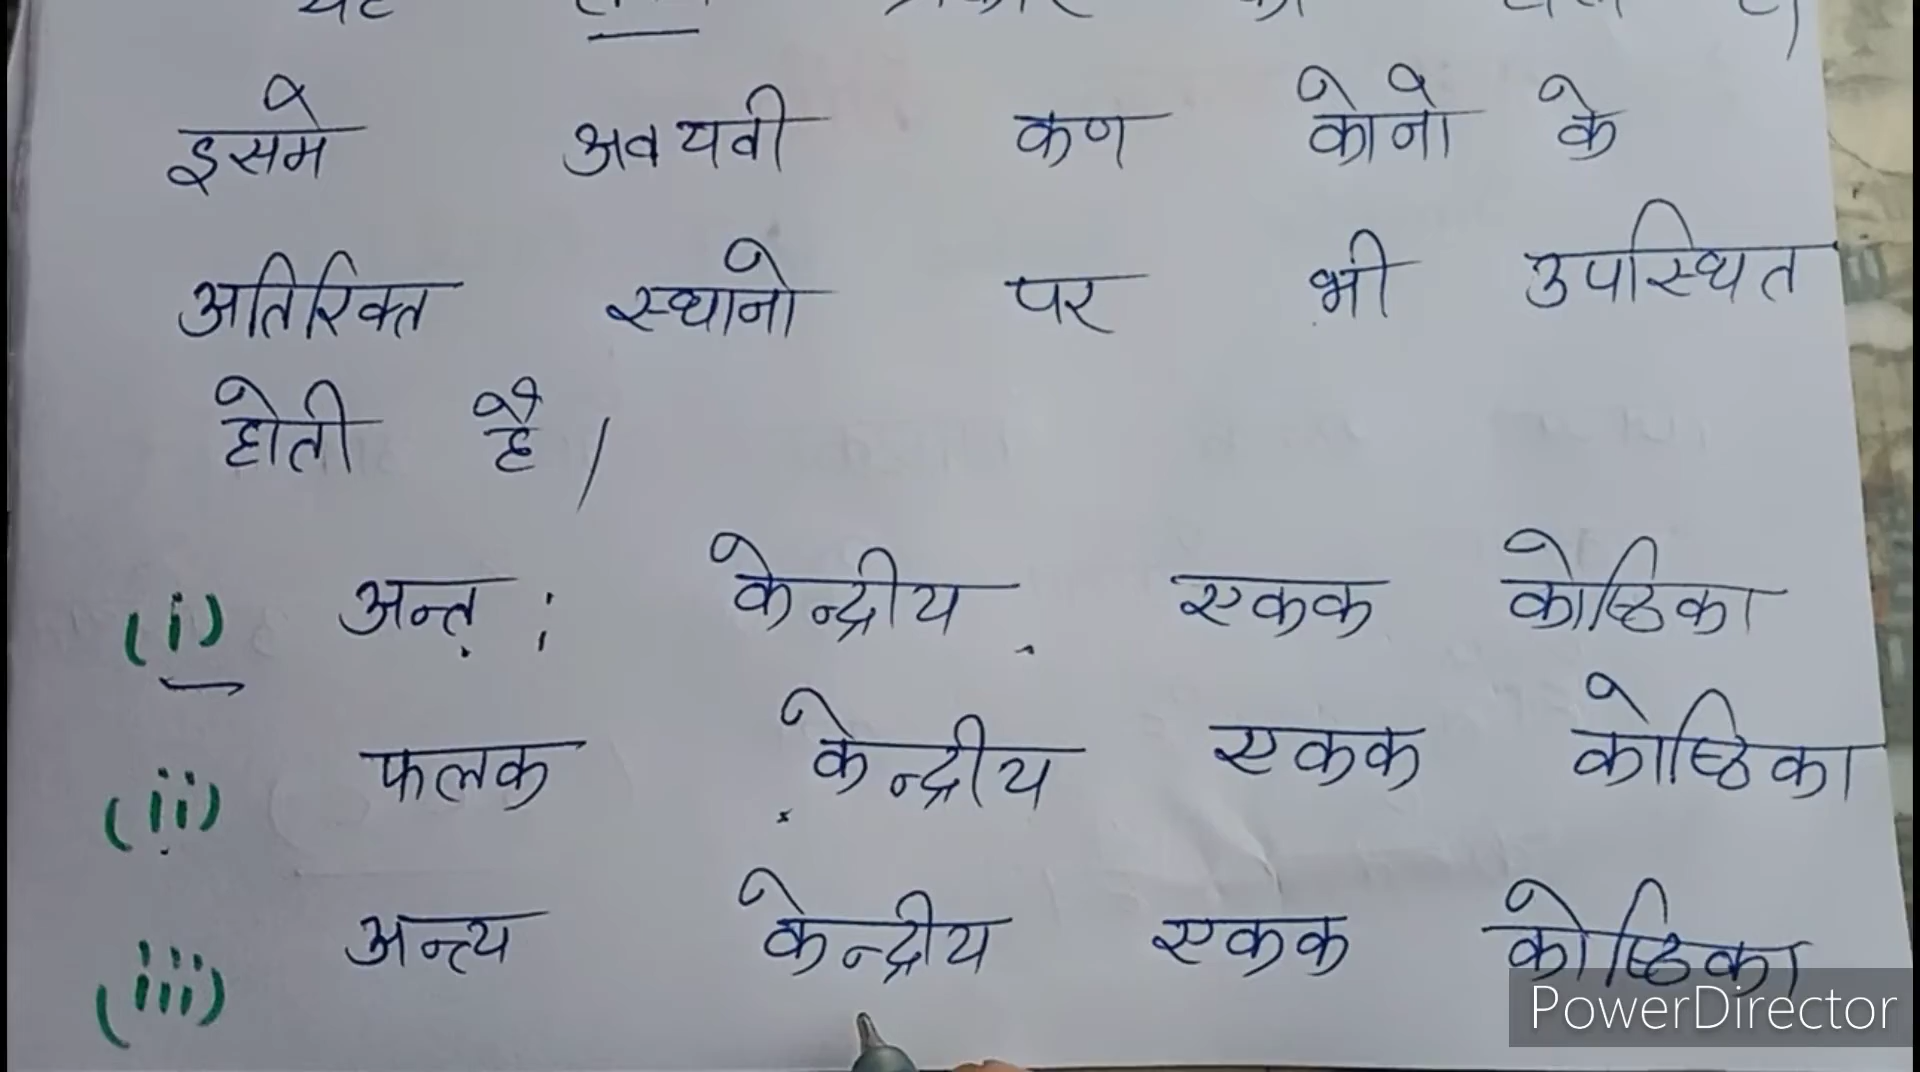 इसमे अवयवी कण कोनो के
अतिरिक्त स्थानो पर भी उपस्थित
होती है।
(i) अन्त: केन्द्रीय एकक कोष्ठिका
(ii) फलक केन्द्रीय एकक कोष्ठिका
(iii) अन्त्य केन्द्रीय एकक कोष्ठिका
PowerDirector